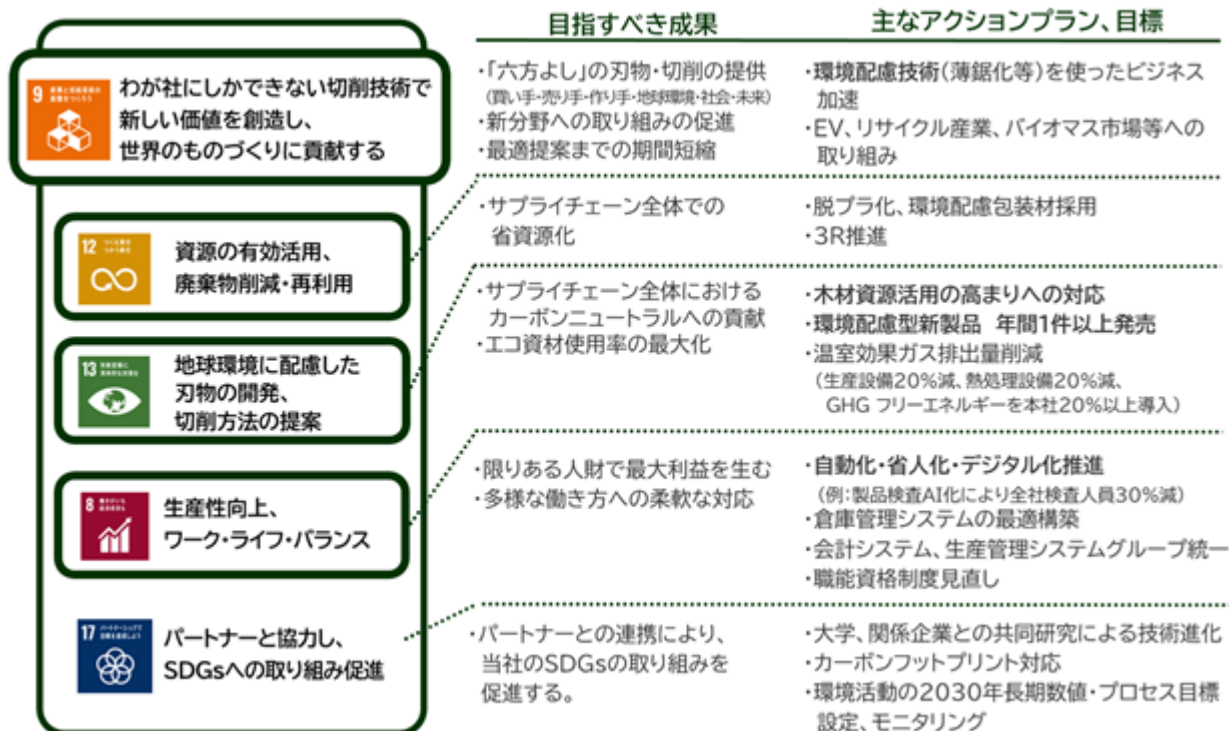 目指すべき成果
主なアクションプラン、目標
9
わが社にしかできない切削技術で
新しい価値を創造し、
世界のものづくりに貢献する
・「六方よし」の刃物・切削の提供
(買い手・売り手・作り手・地球環境・社会・未来)
・新分野への取り組みの促進
・最適提案までの期間短縮
・環境配慮技術(薄鋸化等)を使ったビジネス
加速
・EV、リサイクル産業、バイオマス市場等への
取り組み
12 つくる責任
つかう責任
資源の有効活用、
廃棄物削減・再利用
・サプライチェーン全体での
省資源化
・脱プラ化、環境配慮包装材採用
・3R推進
13
地球環境に配慮した
刃物の開発、
切削方法の提案
・サプライチェーン全体における
カーボンニュートラルへの貢献
・エコ資材使用率の最大化
・木材資源活用の高まりへの対応
・環境配慮型新製品 年間1件以上発売
・温室効果ガス排出量削減
(生産設備20%減、熱処理設備20%減、
GHG フリーエネルギーを本社20%以上導入)
8
生産性向上、
ワーク・ライフ・バランス
・限りある人財で最大利益を生む
・多様な働き方への柔軟な対応
・自動化・省人化・デジタル化推進
(例:製品検査AI化により全社検査人員30%減)
・倉庫管理システムの最適構築
・会計システム、生産管理システムグループ統一
・職能資格制度見直し
17 パートナーシップで
目標を達成しよう
パートナーと協力し、
SDGsへの取り組み促進
・パートナーとの連携により、
当社のSDGsの取り組みを
促進する。
・大学、関係企業との共同研究による技術進化
・カーボンフットプリント対応
・環境活動の2030年長期数値・プロセス目標
設定、モニタリング